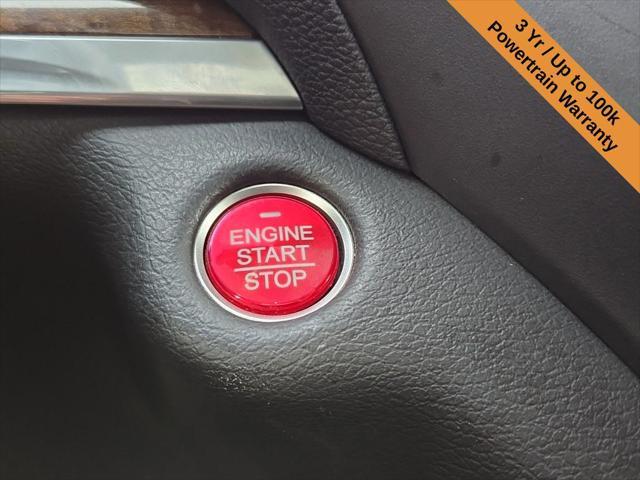 3 Yr / Up to 100k
Powertrain Warranty
ENGINE
START
STOP